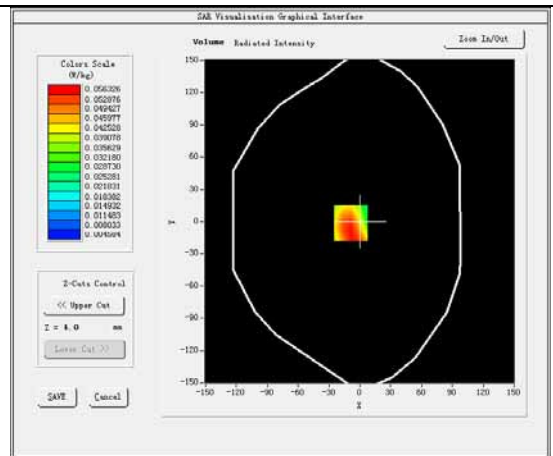 SAR Visualisation Graphical Interface
Volume Radiated Intensity
Zoom In/Out
Colors Scale
(W/kg)
0.056326
0.052876
0.049427
0.045977
0.042528
0.039078
0.035629
0.032180
0.028730
0.025281
0.021831
0.018382
0.014932
0.011483
0.008033
0.004584
150
120
90
60
30
0
-30
-60
-90
-120
-150
Y
-150 -120 -90 -60 -30 0 30 60 90 120 150
X
Z-Cuts Control
<< Upper Cut
Z = 4.0 mm
Lower Cut >>
SAVE Cancel